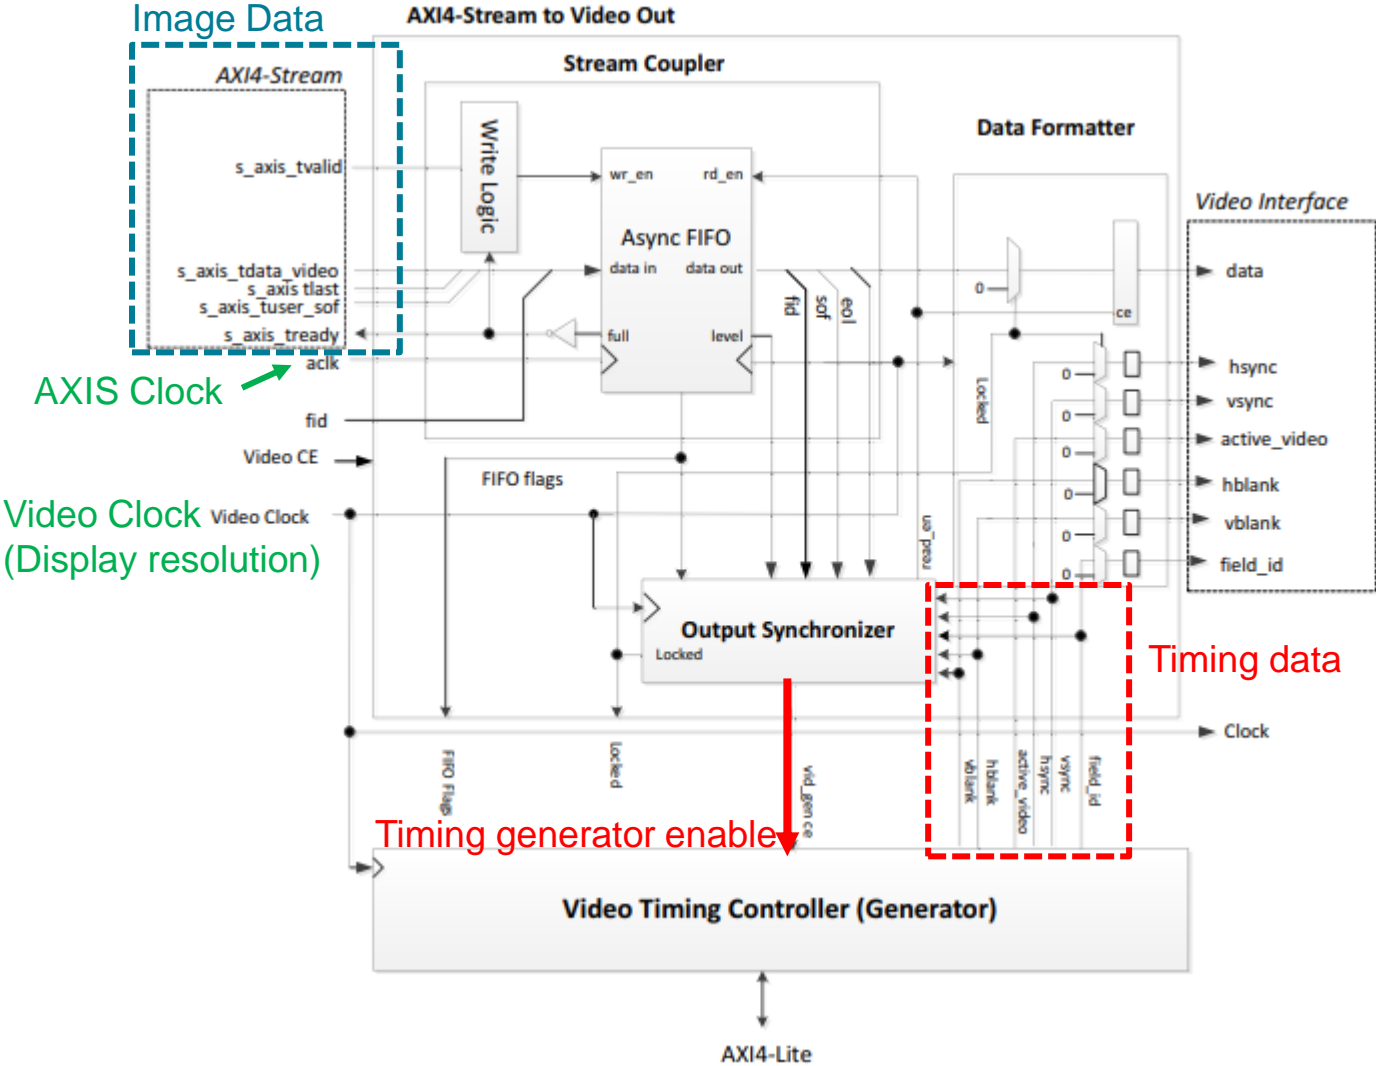 Image Data
AXI4-Stream to Video Out
Stream Coupler
AXI4-Stream
Data Formatter
Write Logic
s_axis_tvalid
wr_en
rd_en
Video Interface
Async FIFO
s_axis_tdata_video
data in
data out
data
s_axis tlast
s_axis_tuser_sof
0
fid
sof
eol
ce
s_axis_tready
full
level
aclk
hsync
AXIS Clock
Locked
0
vsync
0
fid
active_video
Video CE
0
FIFO flags
hblank
0
Video Clock
(Display resolution)
Video Clock
read_en
vblank
0
field_id
0
Output Synchronizer
Locked
Timing data
Clock
FIFO Flags
Locked
vid_gen ce
vblank
hblank
active_video
hsync
vsync
field_id
Timing generator enable
Video Timing Controller (Generator)
AXI4-Lite